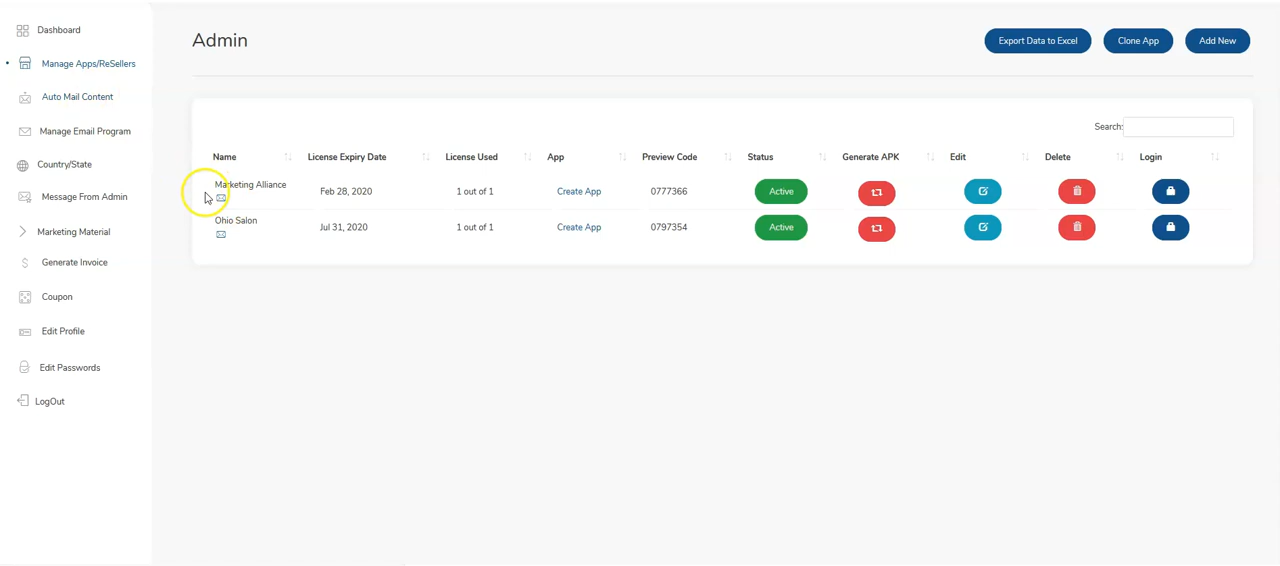 Dashboard
Manage Apps/ReSellers
Auto Mail Content
Manage Email Program
Country/State
Message From Admin
Marketing Material
Generate Invoice
Coupon
Edit Profile
Edit Passwords
LogOut
Admin
Export Data to Excel Clone App Add New
Search:
Name License Expiry Date License Used App Preview Code Status Generate APK Edit Delete Login
Marketing Alliance Feb 28, 2020 1 out of 1 Create App 0777366 Active
Ohio Salon Jul 31, 2020 1 out of 1 Create App 0797354 Active